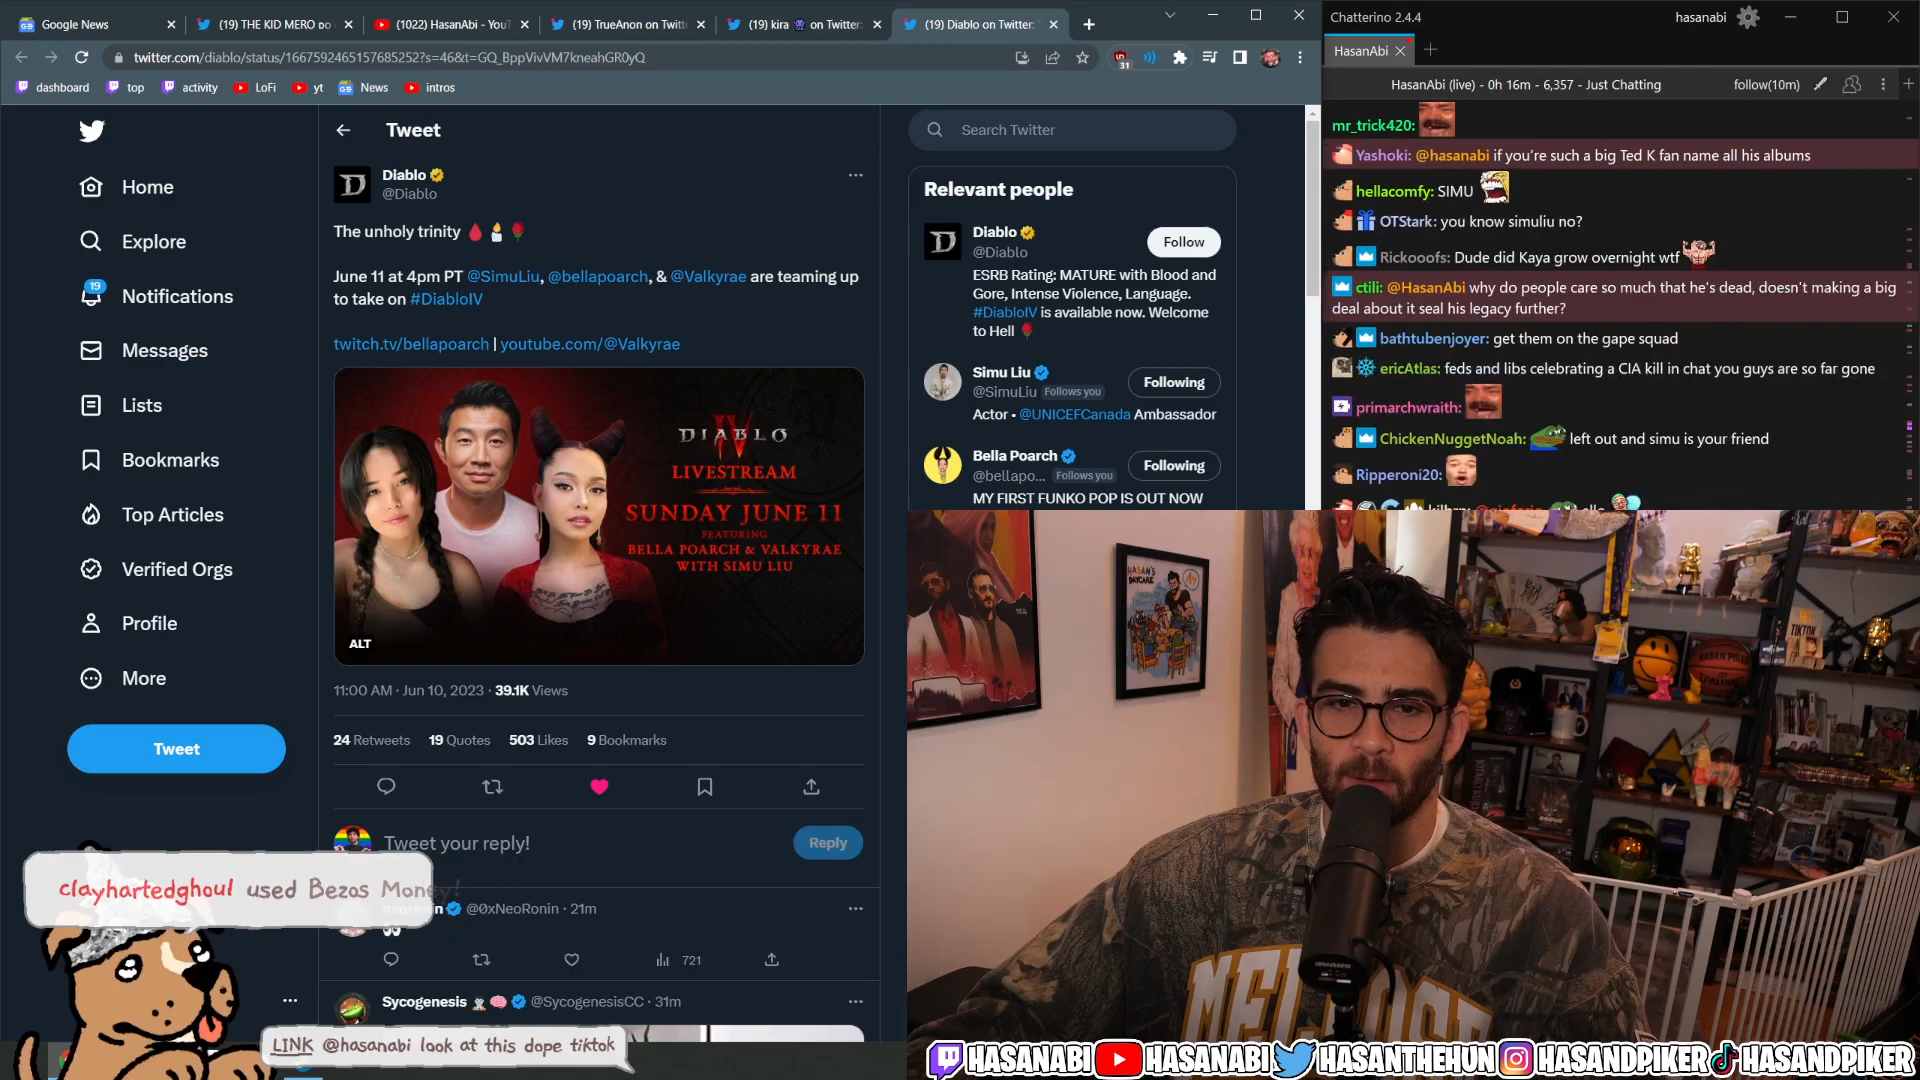 Google News
(19) THE KID MERO
(1022) HasanAbi - YouT
(19) TrueAnon on Twitt
(19) kira on Twitter:
(19) Diablo on Twitter: "
twitter.com/diablo/status/1667592465157685252?s=46&t=GQ_BppVivVM7kneahGR0yQ
31
dashboard
top
activity
LoFi
yt
News
intros
Home
Explore
19
Notifications
Messages
Lists
Bookmarks
Top Articles
Verified Orgs
Profile
More
Tweet
Tweet
Diablo
@Diablo
The unholy trinity
June 11 at 4pm PT @SimuLiu, @bellapoarch, & @Valkyrae are teaming up
to take on #DiabloIV
twitch.tv/bellapoarch | youtube.com/@Valkyrae
DIABLO
IV
LIVESTREAM
SUNDAY JUNE 11
FEATURING
BELLA POARCH & VALKYRAE
WITH SIMU LIU
ALT
11:00 AM · Jun 10, 2023 · 39.1K Views
24 Retweets 19 Quotes 503 Likes 9 Bookmarks
Tweet your reply!
Reply
@0xNeoRonin · 21m
721
Sycogenesis @SycogenesisCC · 31m
Search Twitter
Relevant people
Diablo
@Diablo
Follow
ESRB Rating: MATURE with Blood and
Gore, Intense Violence, Language.
#DiabloIV is available now. Welcome
to Hell
Simu Liu
@SimuLiu Follows you
Following
Actor • @UNICEFCanada Ambassador
Bella Poarch
@bellapo... Follows you
Following
MY FIRST FUNKO POP IS OUT NOW
Chatterino 2.4.4
hasanabi
HasanAbi
HasanAbi (live) - 0h 16m - 6,357 - Just Chatting
follow(10m)
mr_trick420:
Yashoki: @hasanabi if you're such a big Ted K fan name all his albums
hellacomfy: SIMU
OTStark: you know simuliu no?
Rickooofs: Dude did Kaya grow overnight wtf
ctili: @HasanAbi why do people care so much that he's dead, doesn't making a big
deal about it seal his legacy further?
bathtubenjoyer: get them on the gape squad
ericAtlas: feds and libs celebrating a CIA kill in chat you guys are so far gone
primarchwraith:
ChickenNuggetNoah: left out and simu is your friend
Ripperoni20:
HASAN'S
DAYCARE
TIKTOK
HASAN PIKER
SPALDING
clayhartedghoul used Bezos Money!
LINK @hasanabi look at this dope tiktok
HASANABI
HASANABI
HASANTHEHUN
HASANDPIKER
HASANDPIKER